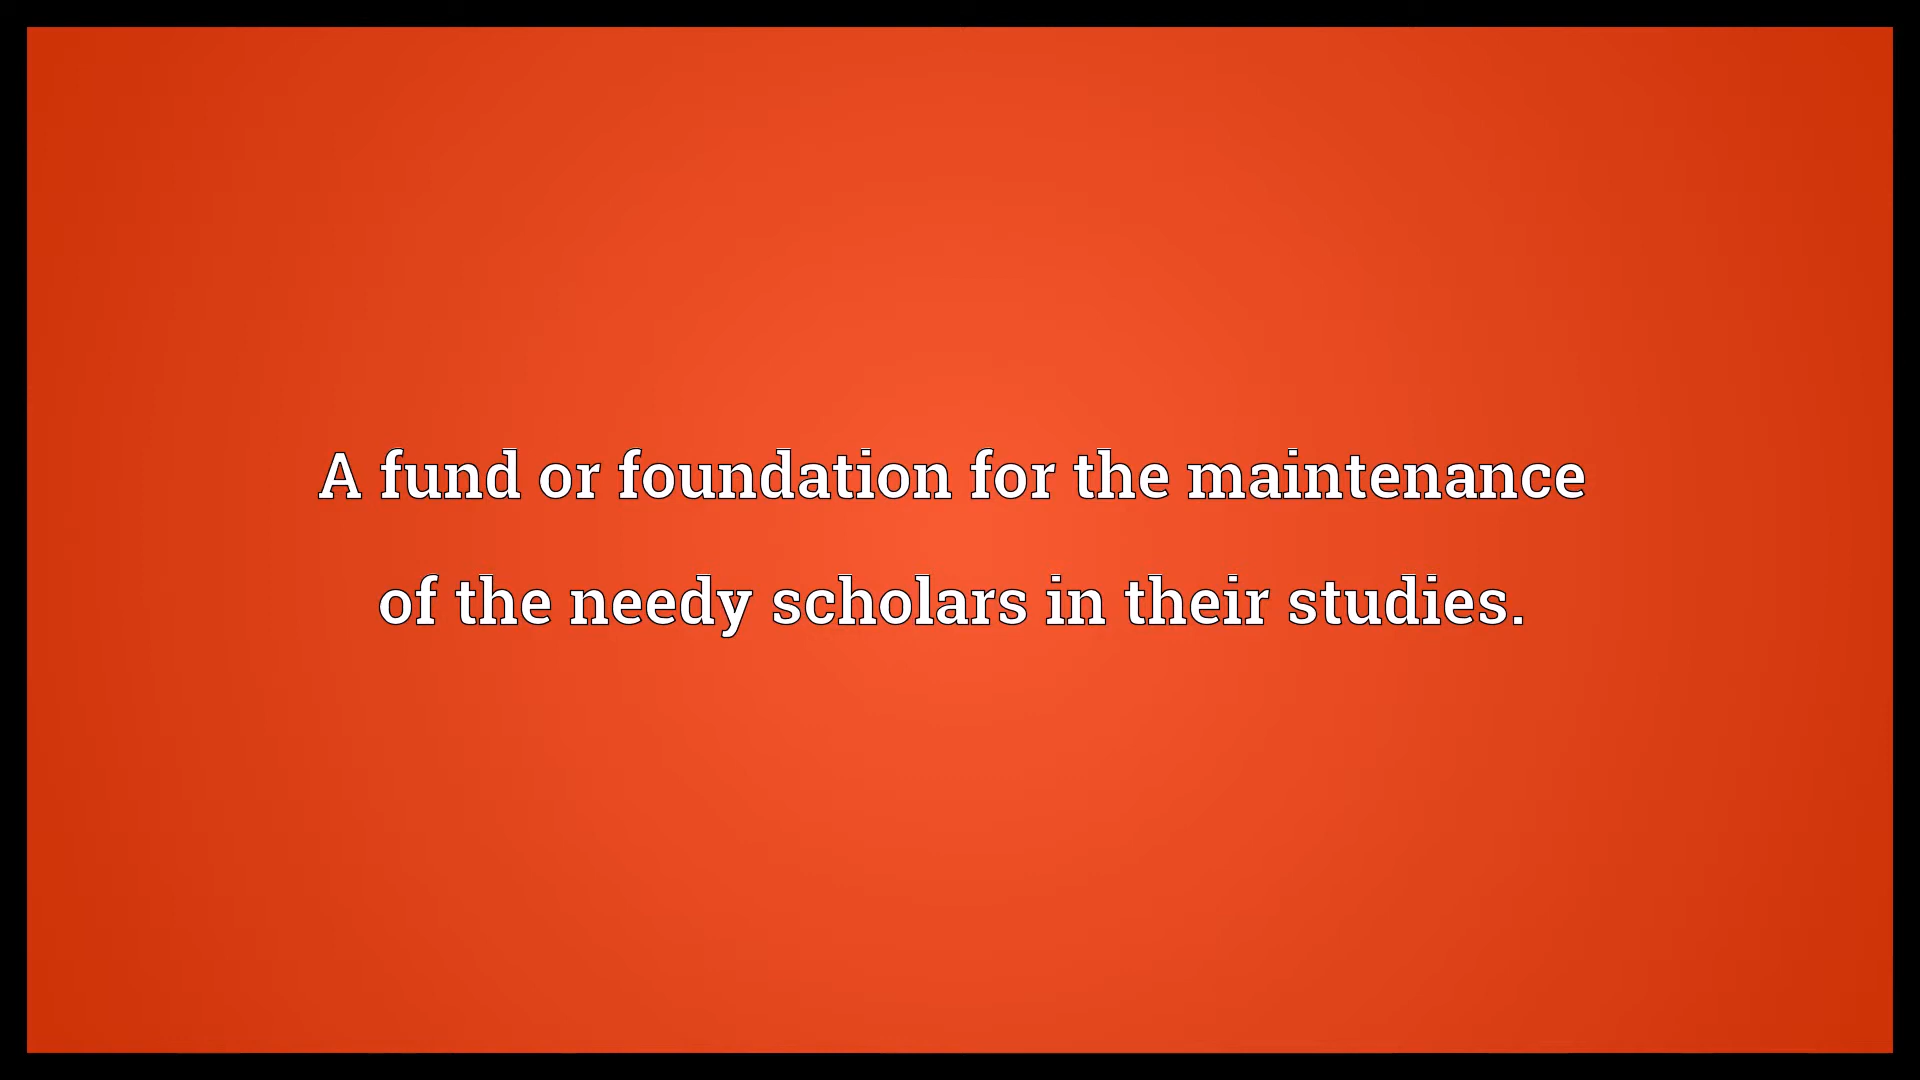 A fund or foundation for the maintenance
of the needy scholars in their studies.